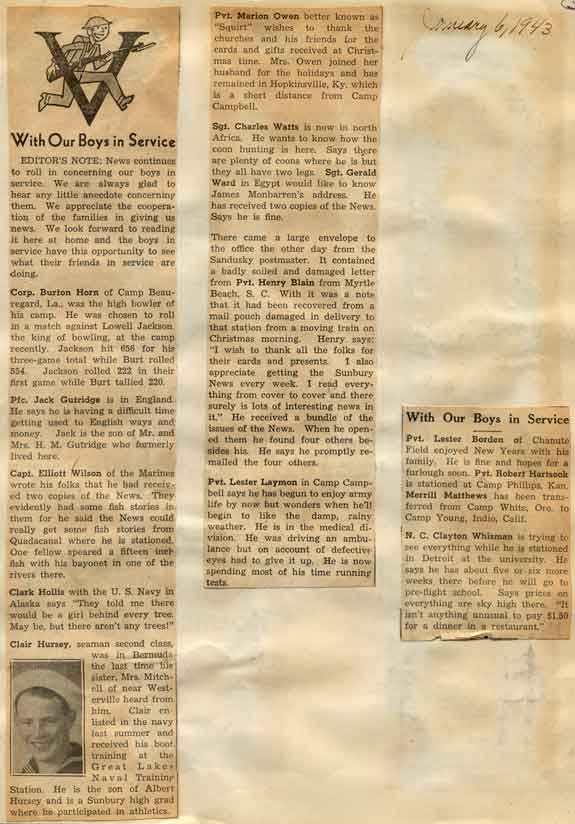 With Our Boys in Service
EDITOR'S NOTE: News continues
to roll in concerning our boys in
service. We are always glad to
hear any little anecdote concerning
them. We appreciate the coopera-
tion of the families in giving us
news. We look forward to reading
it here at home and the boys in
service have this opportunity to see
what their friends in service are
doing.
Corp. Burton Horn of Camp Beau-
regard, La., was the high bowler of
his camp. He was chosen to roll
in a match against Lowell Jackson
the king of bowling, at the camp
recently. Jackson hit 656 for his
three-game total while Burt rolled
554. Jackson rolled 222 in their
first game while Burt tallied 220.
Pfc. Jack Gutridge is in England.
He says he is having a difficult time
getting used to English ways and
money. Jack is the son of Mr. and
Mrs. H. M. Gutridge who formerly
lived here.
Capt. Elliott Wilson of the Marines
wrote his folks that he had receiv-
ed two copies of the News. They
evidently had some fish stories in
them for he said the News could
really get some fish stories from
Quadacanal where he is stationed.
One fellow speared a fifteen inch
fish with his bayonet in one of the
rivers there.
Clark Hollis with the U. S. Navy in
Alaska says "They told me there
would be a girl behind every tree.
May be, but there aren't any trees!"
Clair Hursey, seaman second class,
was in Bermuda
the last time his
sister, Mrs. Mitch-
ell of near West-
erville heard from
him. Clair en-
listed in the navy
last summer and
received his boot
training at the
Great Lakes
Naval Training
Station. He is the son of Albert
Hursey and is a Sunbury high grad
where he participated in athletics.
Pvt. Marion Owen better known as
"Squirt" wishes to thank the
churches and his friends for the
cards and gifts received at Christ-
mas time. Mrs. Owen joined her
husband for the holidays and has
remained in Hopkinsville, Ky. which
is a short distance from Camp
Campbell.
Sgt. Charles Watts is now in north
Africa. He wants to know how the
coon hunting is here. Says there
are plenty of coons where he is but
they all have two legs. Sgt. Gerald
Ward in Egypt would like to know
James Monbarren's address. He
has received two copies of the News.
Says he is fine.
There came a large envelope to
the office the other day from the
Sandusky postmaster. It contained
a badly soiled and damaged letter
from Pvt. Henry Blain from Myrtle
Beach, S. C. With it was a note
that it had been recovered from a
mail pouch damaged in delivery to
that station from a moving train on
Christmas morning. Henry says:
"I wish to thank all the folks for
their cards and presents. I also
appreciate getting the Sunbury
News every week. I read every-
thing from cover to cover and there
surely is lots of interesting news in
it." He received a bundle of the
issues of the News. When he open-
ed them he found four others be-
sides his. He says he promptly re-
mailed the four others.
Pvt. Lester Laymon in Camp Camp-
bell says he has begun to enjoy army
life by now but wonders when he'll
begin to like the damp, rainy
weather. He is in the medical di-
vision. He was driving an ambu-
lance but on account of defective
eyes had to give it up. He is now
spending most of his time running
tests.
January 6, 1943
With Our Boys in Service
Pvt. Lester Borden of Chanute
Field enjoyed New Years with his
family. He is fine and hopes for a
furlough soon. Pvt. Robert Hartsock
is stationed at Camp Phillips, Kan.
Merrill Matthews has been trans-
ferred from Camp White, Oro. to
Camp Young, Indio, Calif.
N. C. Clayton Whisman is trying to
see everything while he is stationed
in Detroit at the university. He
says he has about five or six more
weeks there before he will go to
pre-flight school. Says prices on
everything are sky high there. "It
isn't anything unusual to pay $1.50
for a dinner in a restaurant."